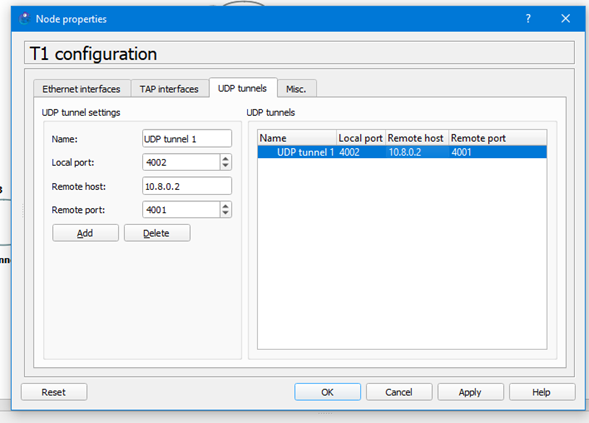 Node properties
?
T1 configuration
Ethernet interfaces TAP interfaces UDP tunnels Misc.
UDP tunnel settings
Name: UDP tunnel 1
Local port: 4002
Remote host: 10.8.0.2
Remote port: 4001
Add Delete
UDP tunnels
Name Local port Remote host Remote port
UDP tunnel 1 4002 10.8.0.2 4001
Reset OK Cancel Apply Help